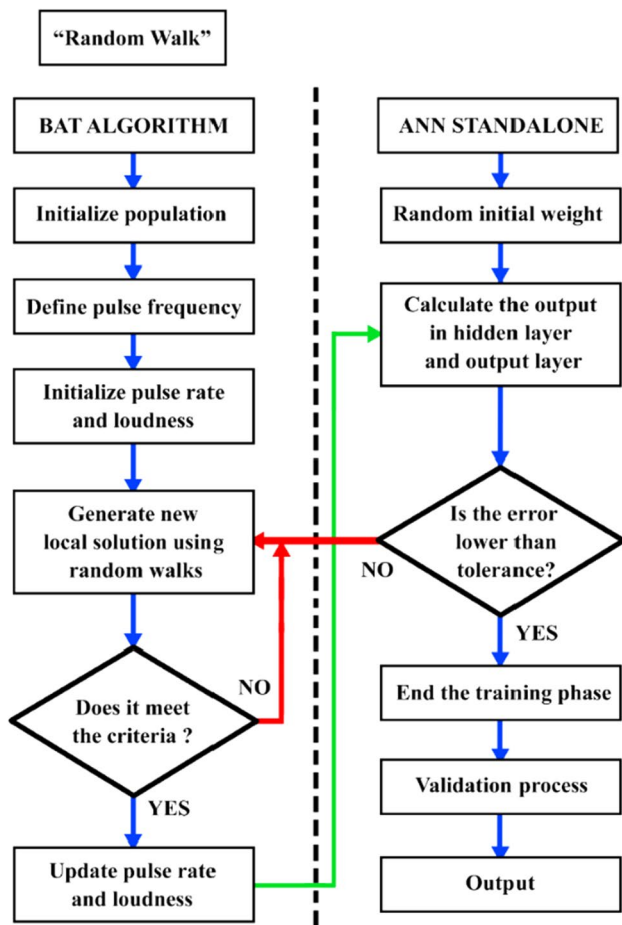 “Random Walk”
BAT ALGORITHM
Initialize population
Define pulse frequency
Initialize pulse rate
and loudness
Generate new
local solution using
random walks
Does it meet
the criteria ?
NO
YES
Update pulse rate
and loudness
ANN STANDALONE
Random initial weight
Calculate the output
in hidden layer
and output layer
Is the error
lower than
tolerance?
NO
YES
End the training phase
Validation process
Output